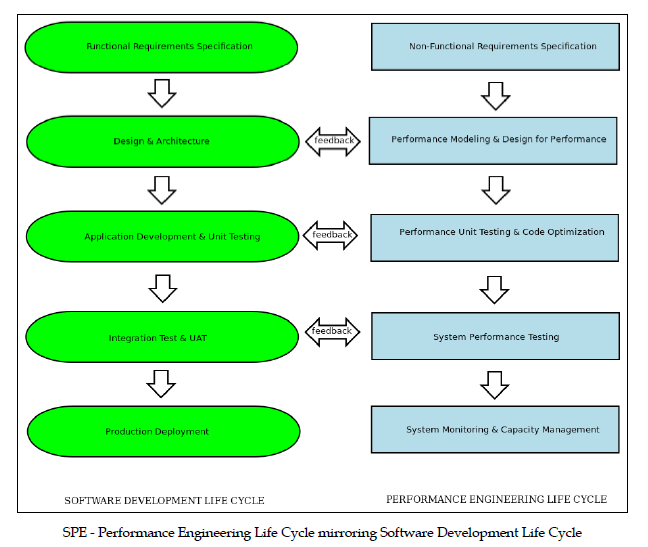 Functional Requirements Specification
Non-Functional Requirements Specification
Design & Architecture
feedback
Performance Modeling & Design for Performance
Application Development & Unit Testing
feedback
Performance Unit Testing & Code Optimization
Integration Test & UAT
feedback
System Performance Testing
Production Deployment
System Monitoring & Capacity Management
SOFTWARE DEVELOPMENT LIFE CYCLE
PERFORMANCE ENGINEERING LIFE CYCLE
SPE - Performance Engineering Life Cycle mirroring Software Development Life Cycle